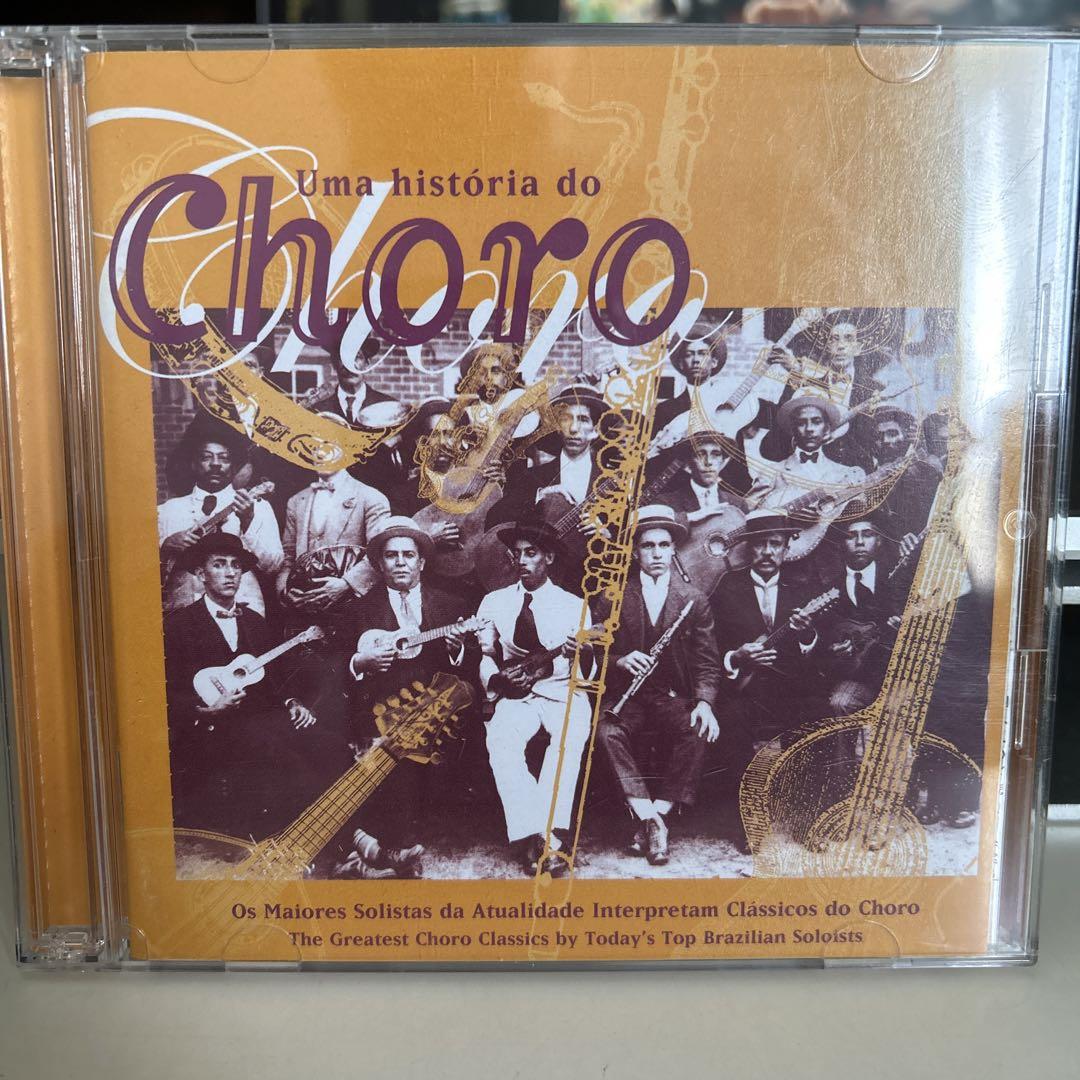 Uma história do
Choro
Choro
Os Maiores Solistas da Atualidade Interpretam Clássicos do Choro
The Greatest Choro Classics by Today's Top Brazilian Soloists